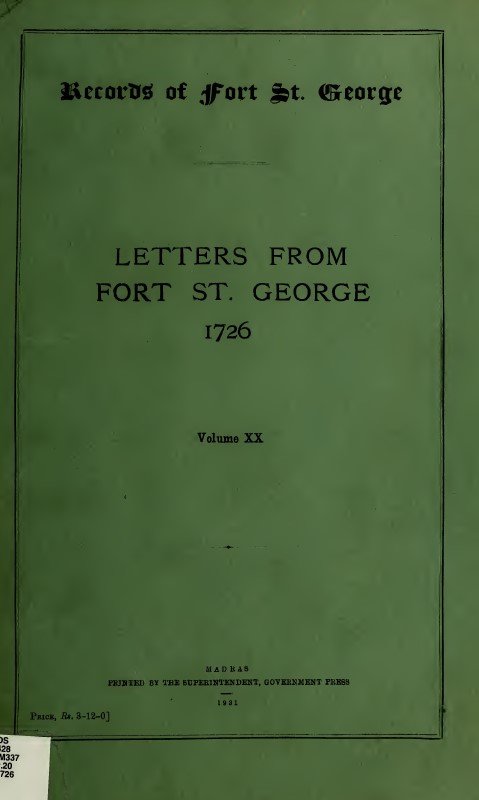 Records of Fort St. George
LETTERS FROM
FORT ST. GEORGE
1726
Volume XX
MADRAS
PRINTED BY THE SUPERINTENDENT, GOVERNMENT PRESS
1931
PRICE, Rs. 3-12-0]
DS
M337
.20
726